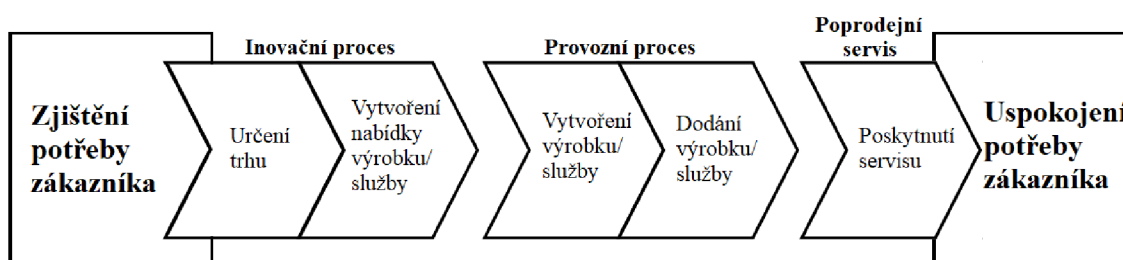 Inovační proces
Provozní proces
Poprodejní
servis
Zjištění
potřeby
zákazníka
Určení
trhu
Vytvoření
nabídky
výrobku/
služby
Vytvoření
výrobku/
služby
Dodání
výrobku/
služby
Poskytnutí
servisu
Uspokojení
potřeby
zákazníka